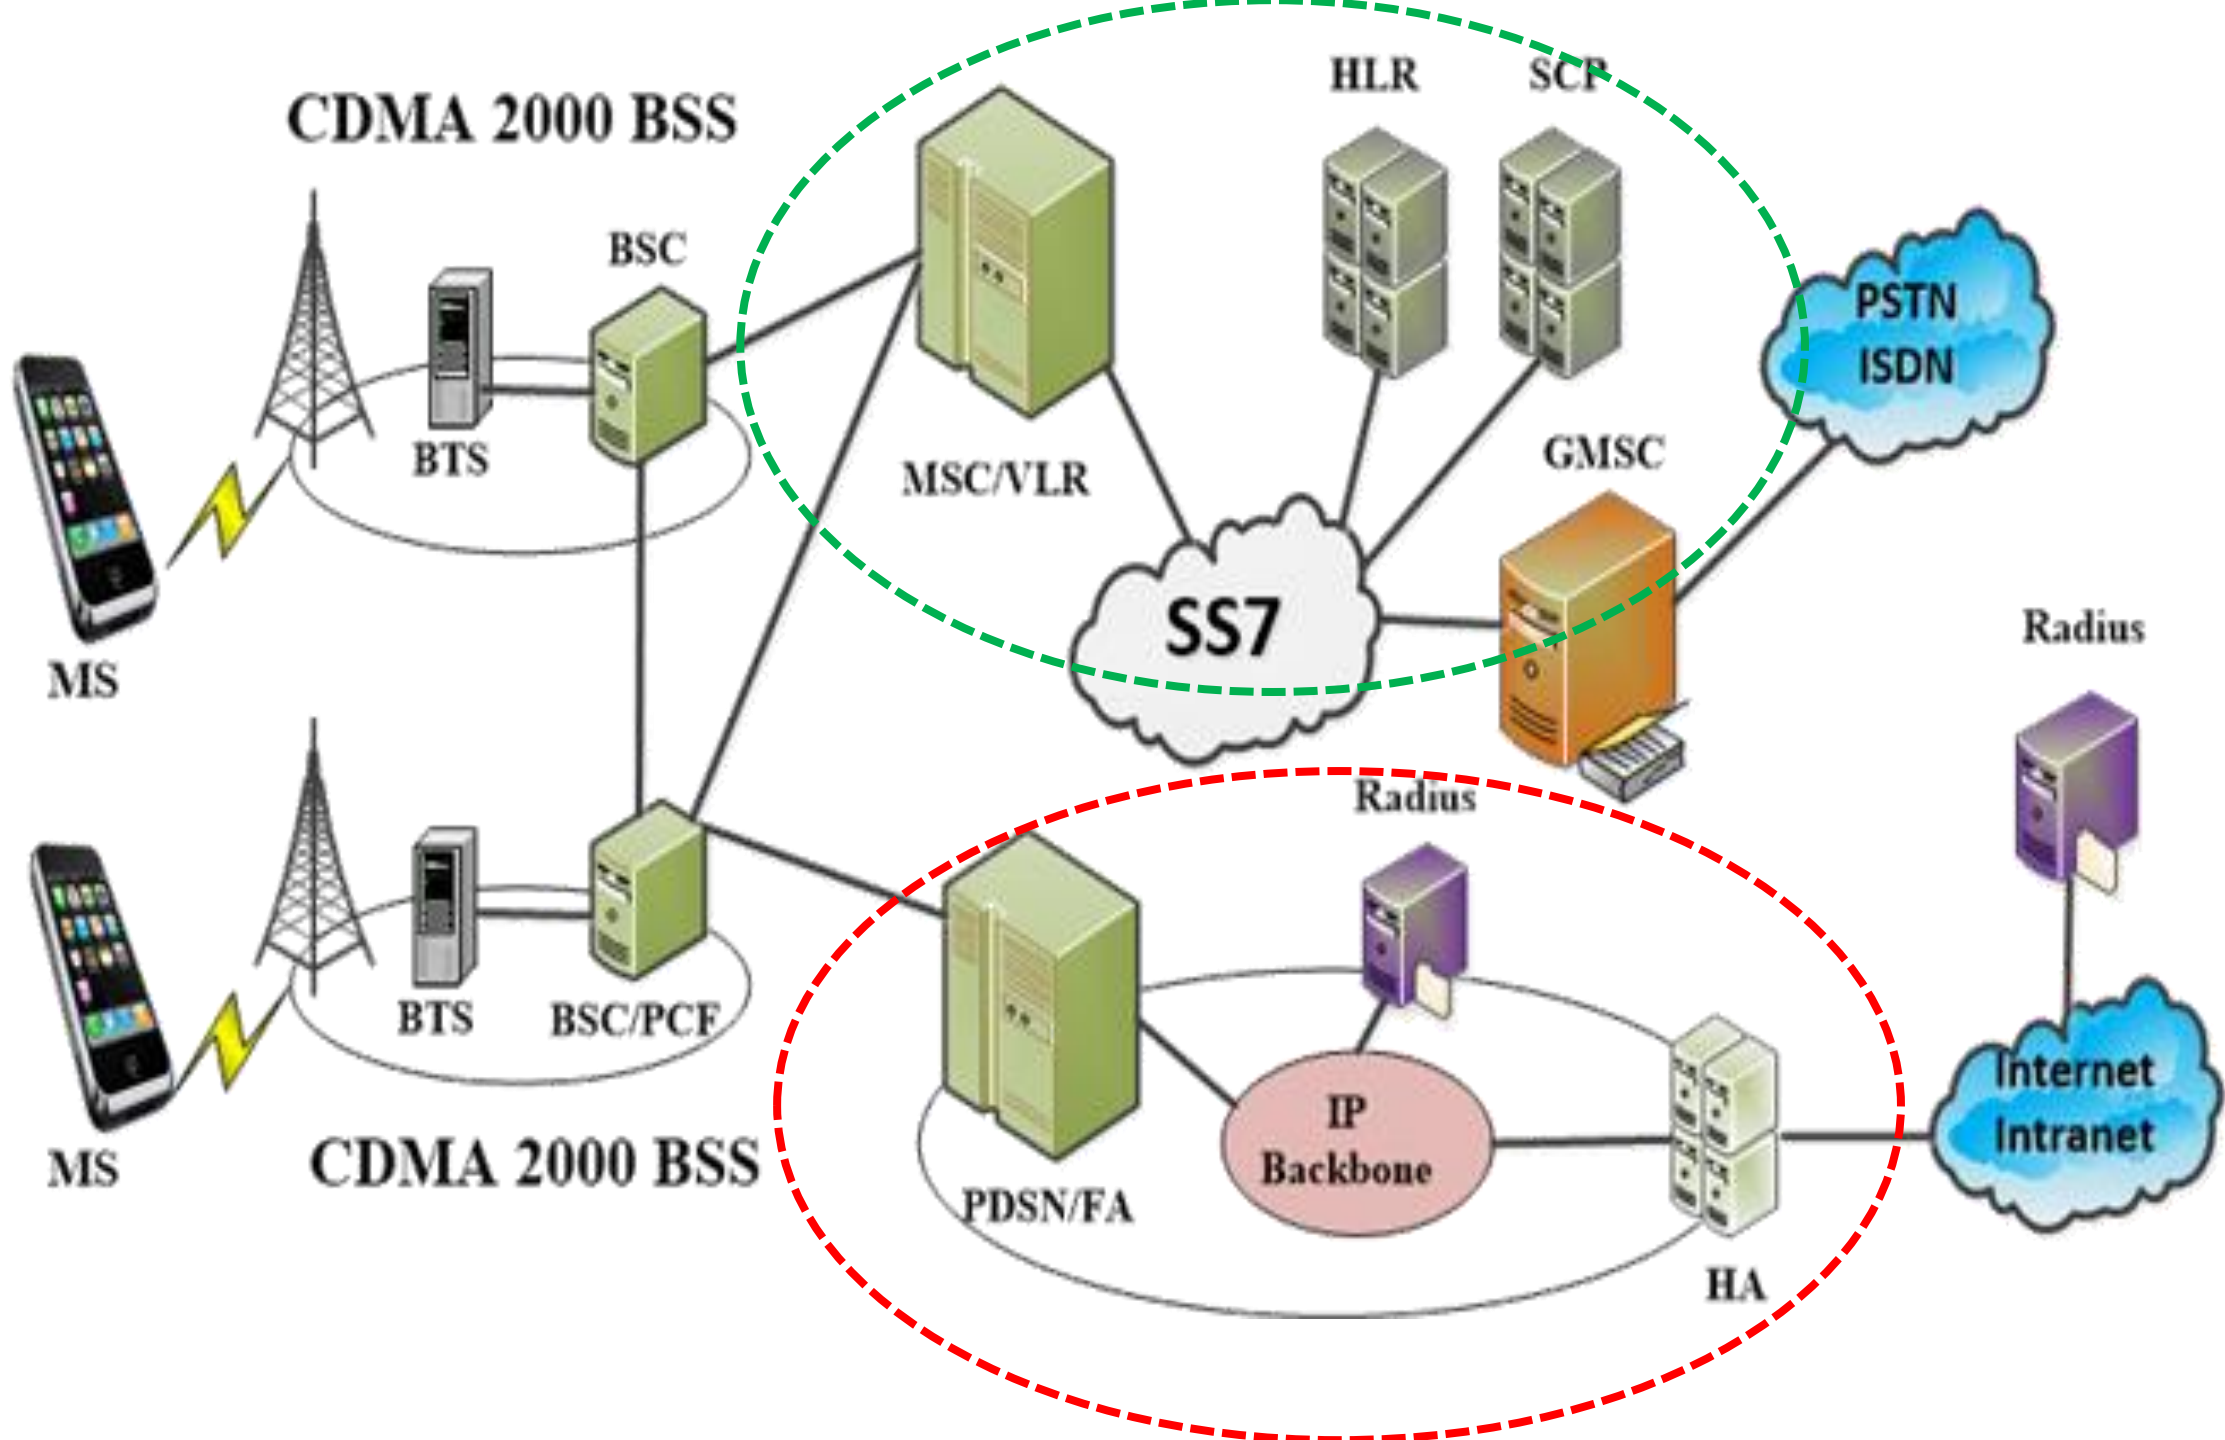 HLR
SCP
CDMA 2000 BSS
BSC
PSTN
ISDN
BTS
MSC/VLR
GMSC
SS7
Radius
MS
Radius
BTS
BSC/PCF
Internet
Intranet
IP
Backbone
MS
CDMA 2000 BSS
PDSN/FA
HA